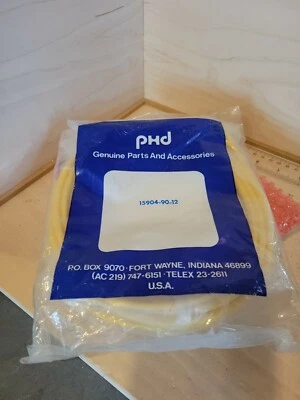 PHD
Genuine Parts And Accessories
15904-90-12
P.O. BOX 9070 · FORT WAYNE, INDIANA 46899
(AC 219) 747-6151 · TELEX 23-2611
U.S.A.